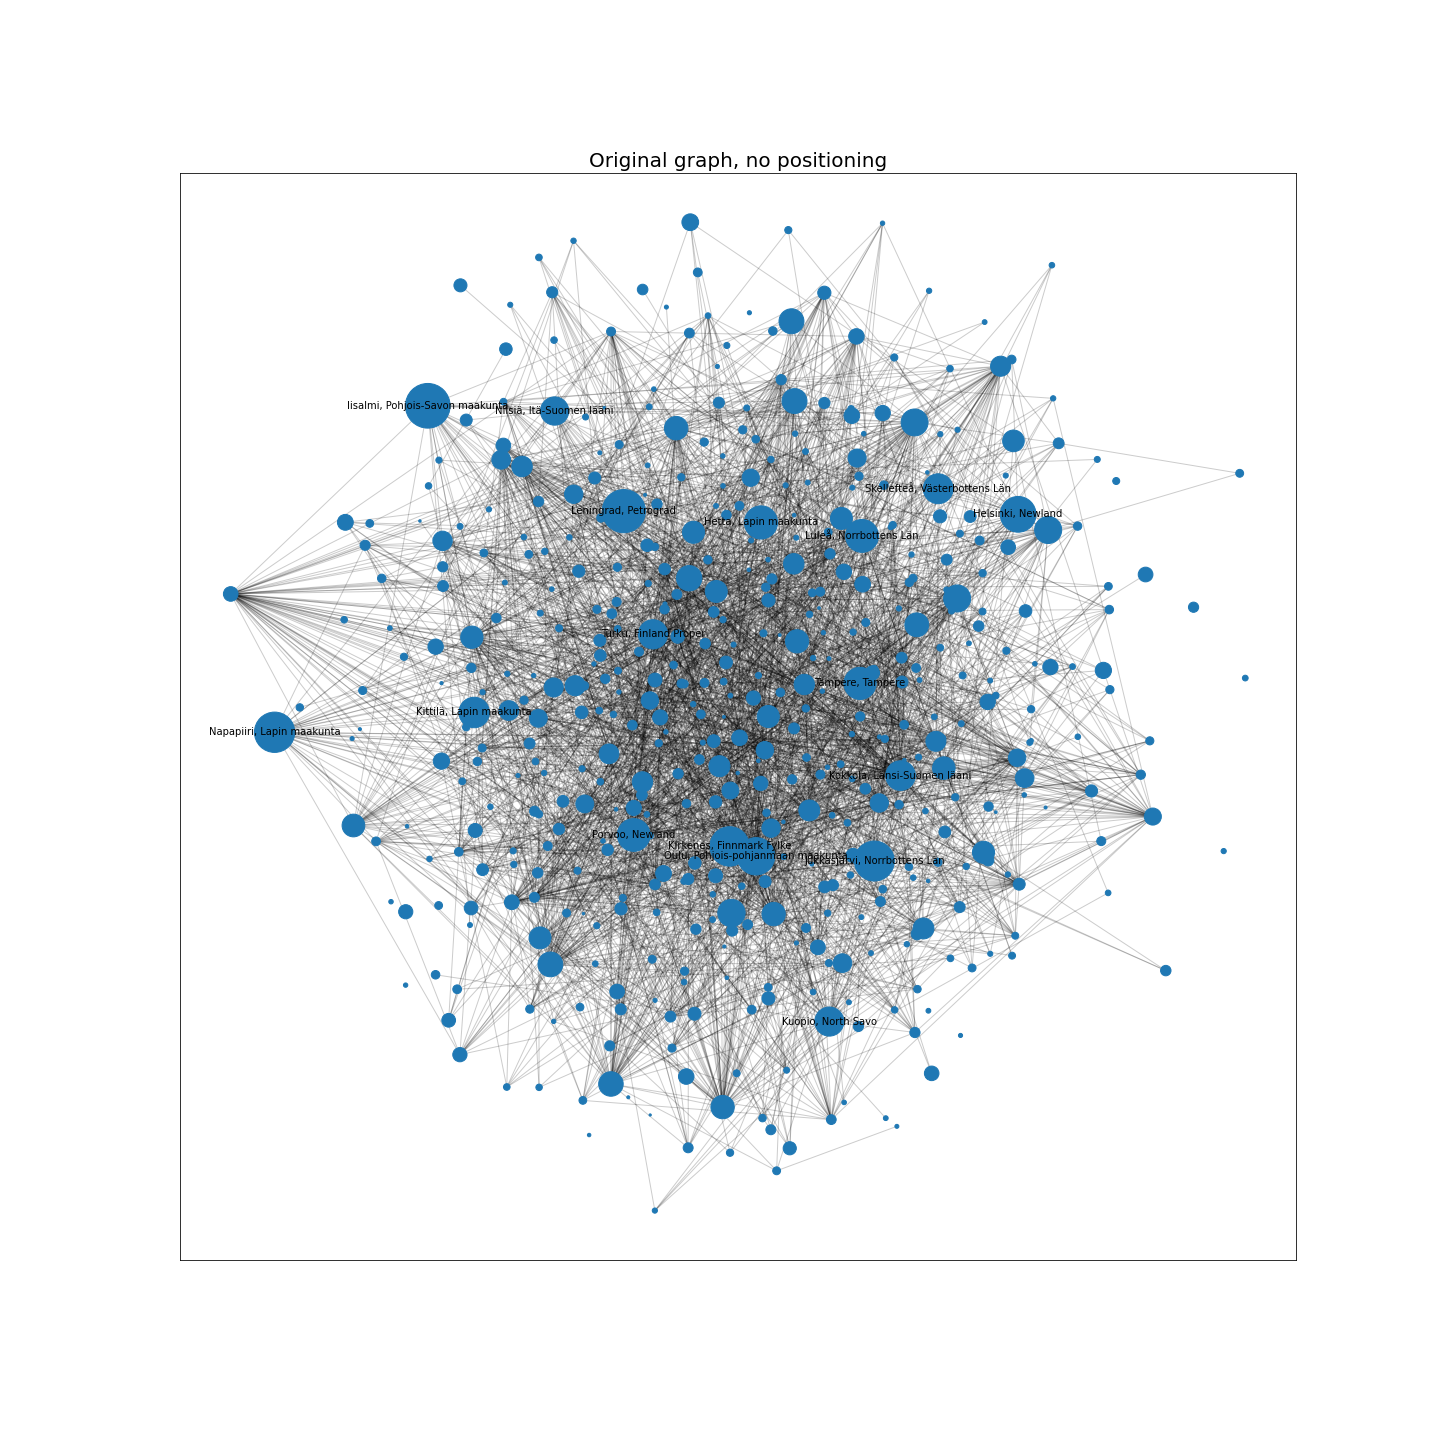 Original graph, no positioning
Iisalmi, Pohjois-Savon maakunta
Nilsiä, Itä-Suomen lääni
Skellefteå, Västerbottens Län
Leningrad, Petrograd
Helsinki, Newland
Hetta, Lapin maakunta
Luleå, Norrbottens Län
Turku, Finland Proper
Tampere, Tampere
Kittilä, Lapin maakunta
Napapiiri, Lapin maakunta
Kokkola, Länsi-Suomen lääni
Porvoo, Newland
Kirkenes, Finnmark Fylke
Oulu, Pohjois-pohjanmaan maakunta
Jukkasjärvi, Norrbottens Län
Kuopio, North Savo